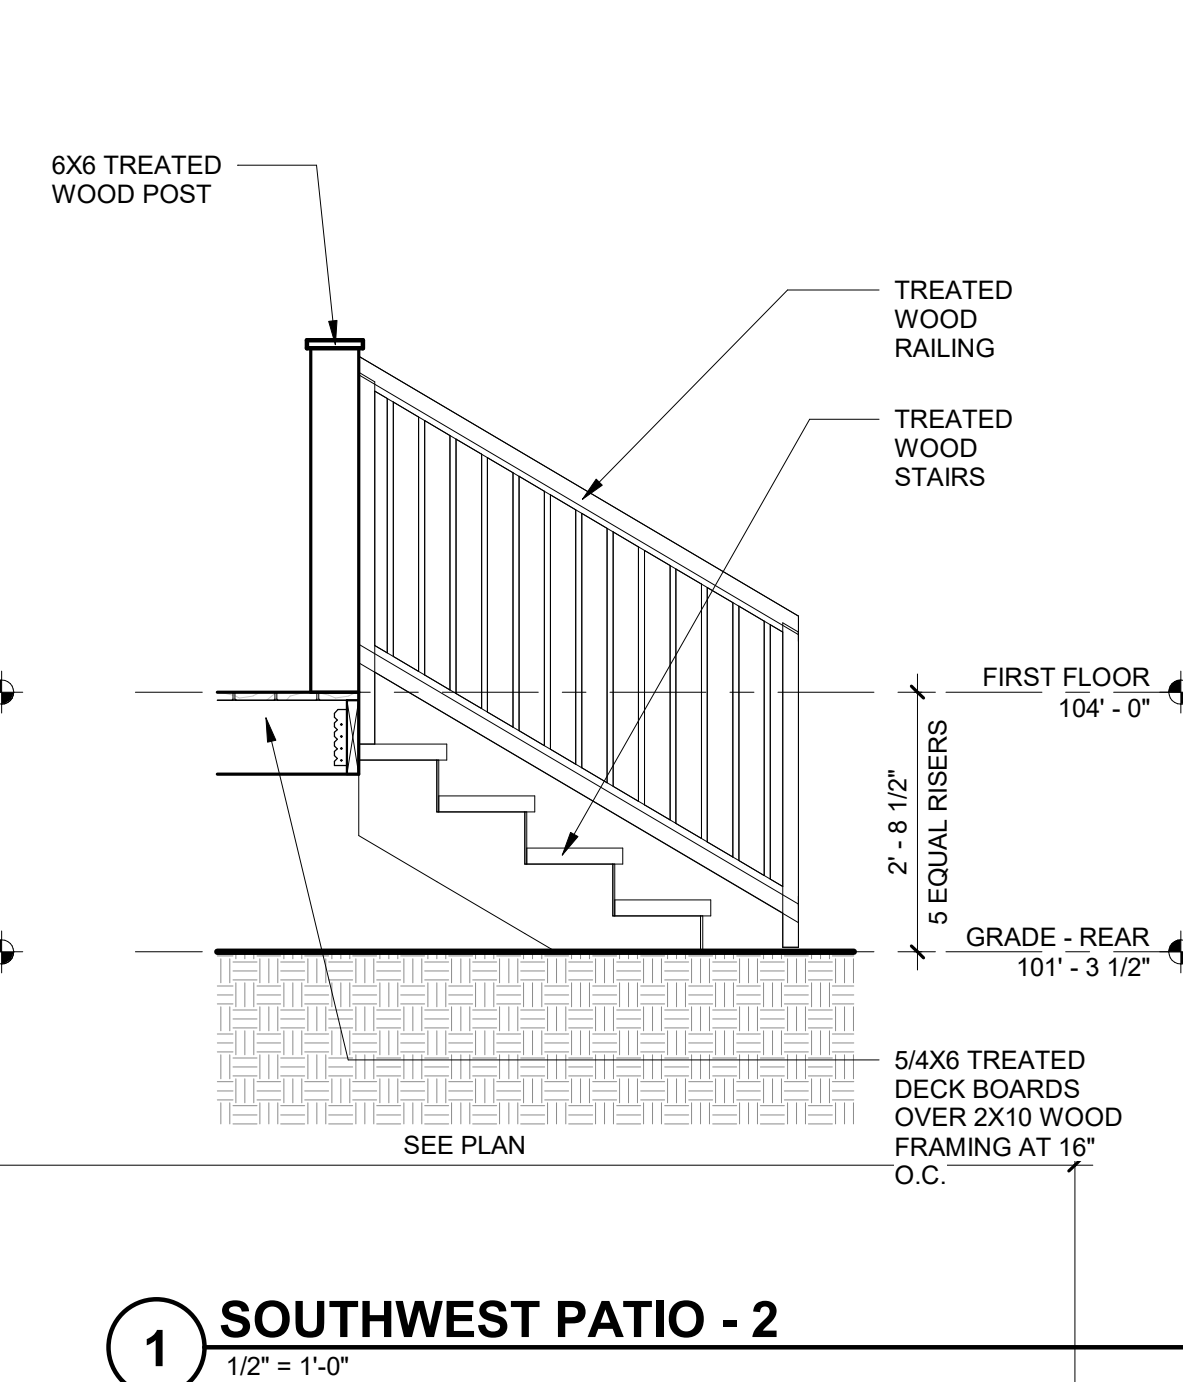 6X6 TREATED
WOOD POST
TREATED
WOOD
RAILING
TREATED
WOOD
STAIRS
FIRST FLOOR
104' - 0"
2' - 8 1/2"
5 EQUAL RISERS
GRADE - REAR
101' - 3 1/2"
5/4X6 TREATED
DECK BOARDS
OVER 2X10 WOOD
FRAMING AT 16"
O.C.
SEE PLAN
1
SOUTHWEST PATIO - 2
1/2" = 1'-0"